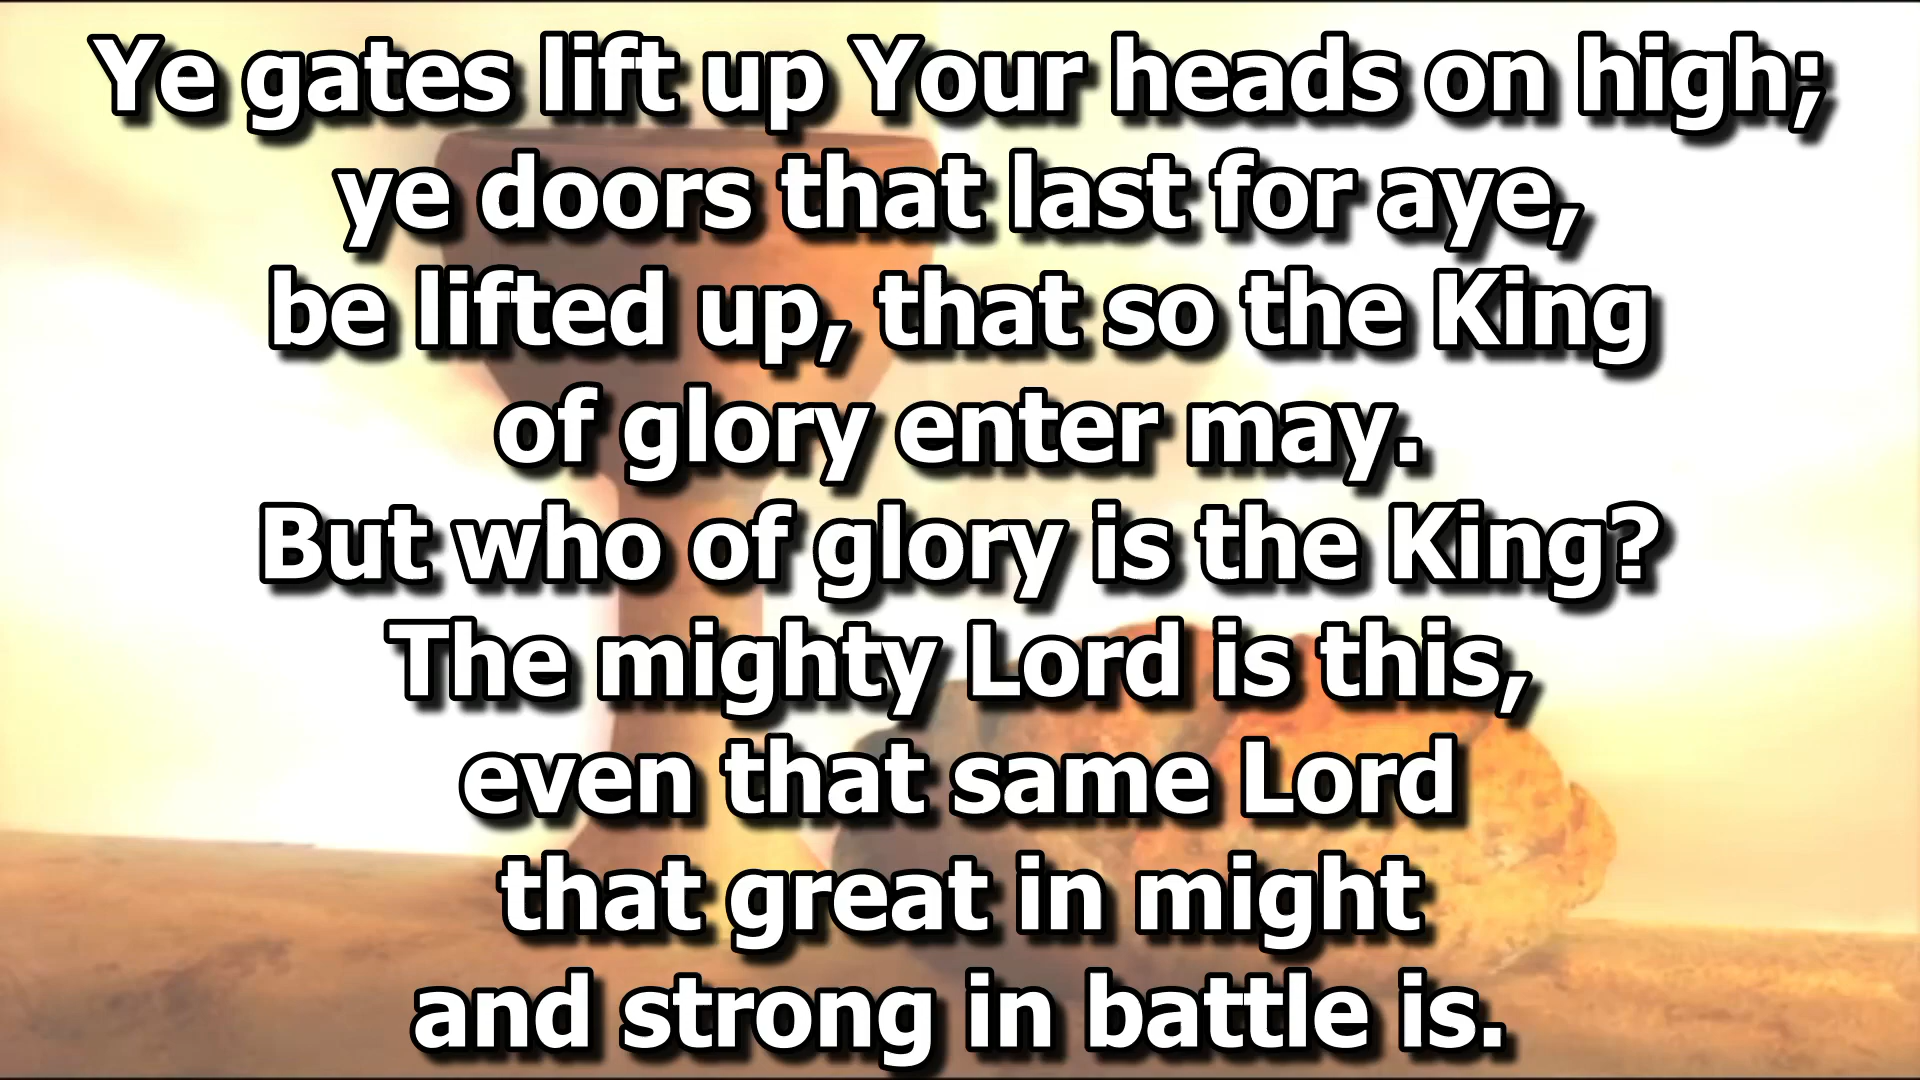 Ye gates lift up Your heads on high;
ye doors that last for aye,
be lifted up, that so the King
of glory enter may.
But who of glory is the King?
The mighty Lord is this,
even that same Lord
that great in might
and strong in battle is.